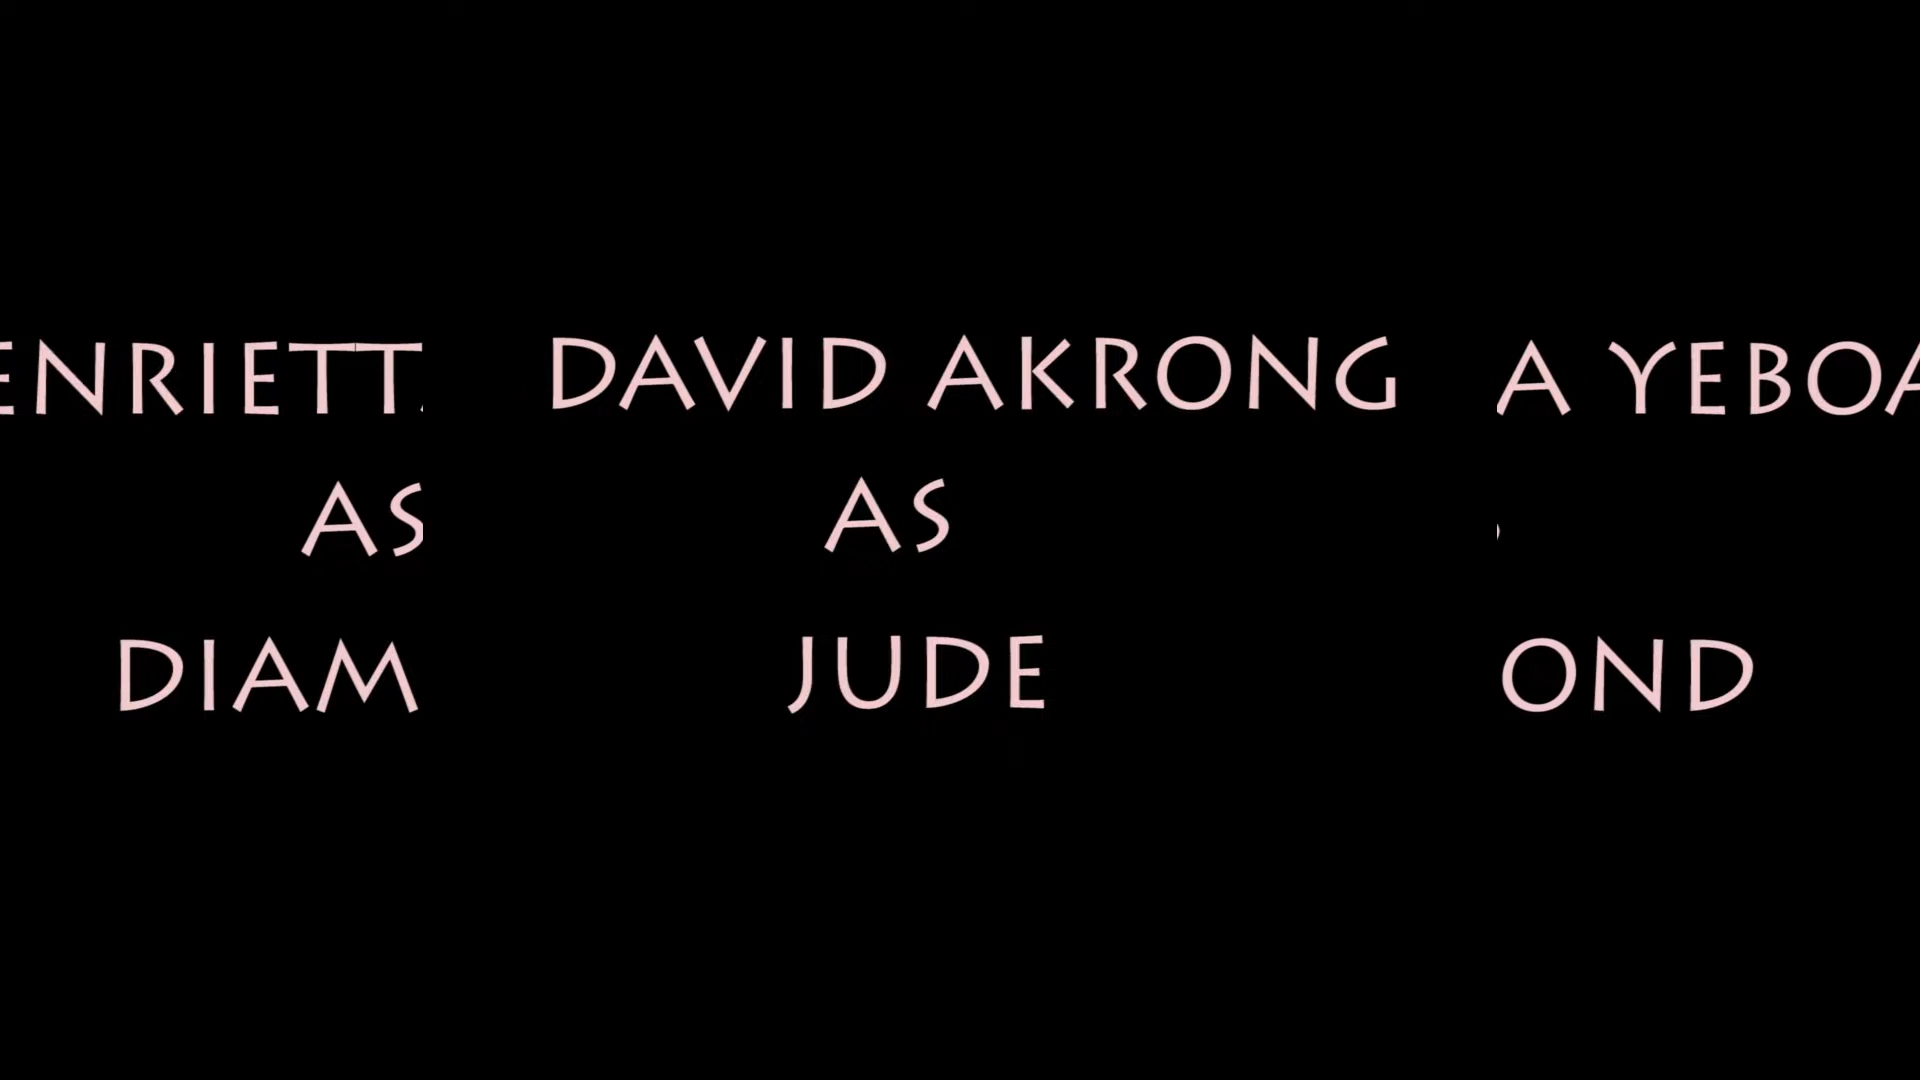 ENRIETT
AS
DIAM
DAVID AKRONG
AS
JUDE
A YEBOA
OND